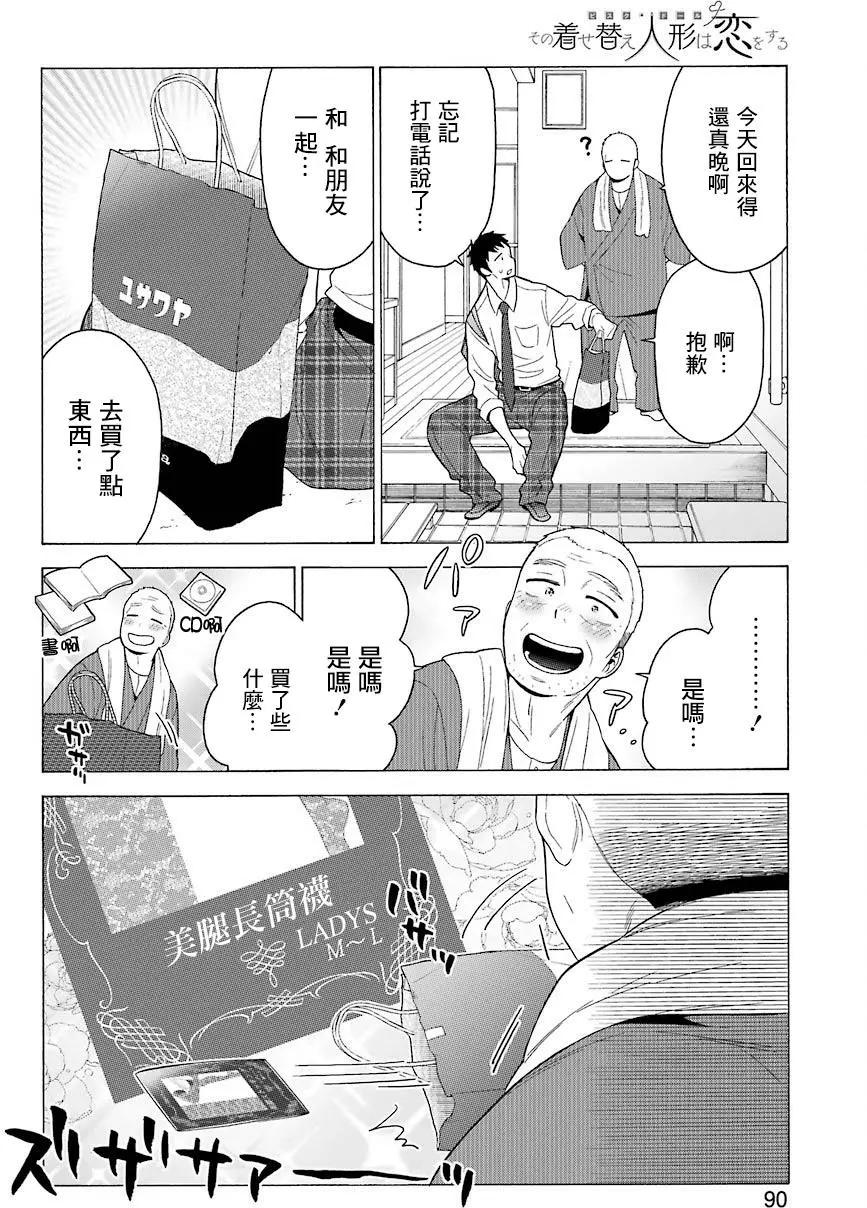 ビスク・ドール
その着せ替え人形は恋をする
今天回來得
還真晚啊
?
啊…
抱歉
忘記
打電話說了…
和 和朋友
一起…
ユザワヤ
去買了點
東西…
………！
是嗎…
パァ
是嗎
是嗎！
買了些
什麼…
CD啊
書啊
ガサッ
美腿長筒襪
LADYS
M～L
バサッ
ズザザサァーーッ
90